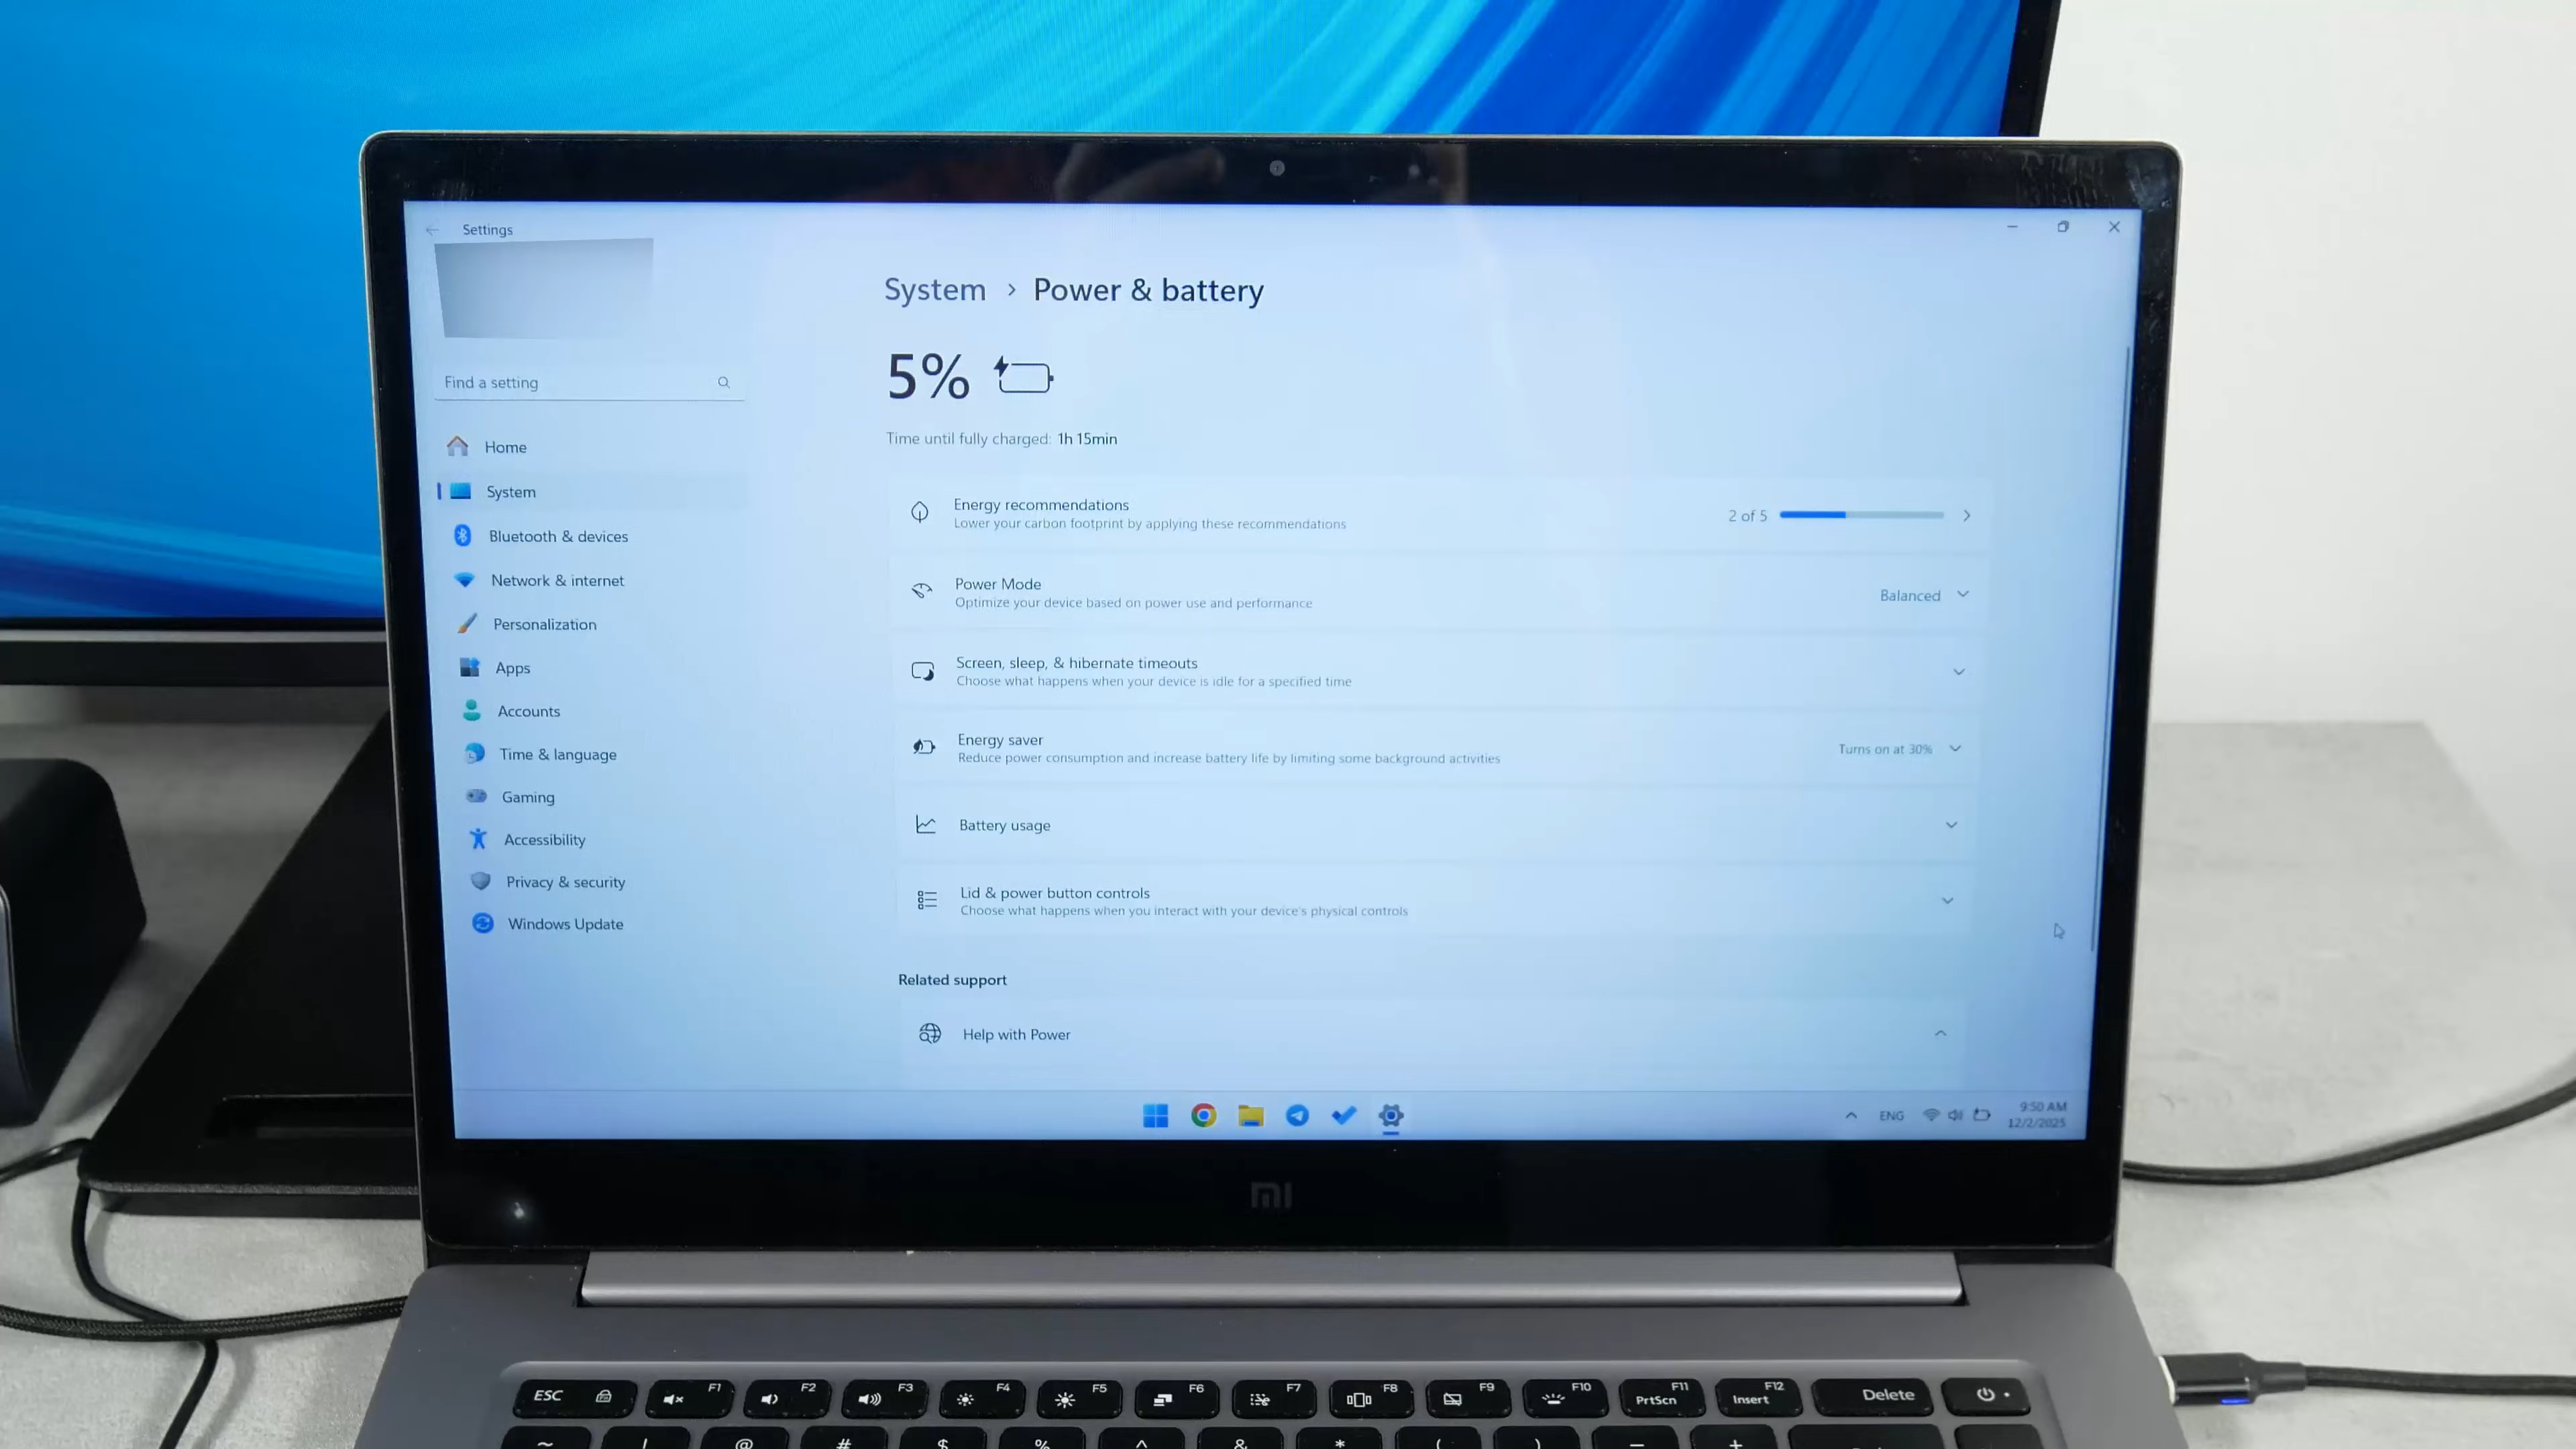 Settings
System > Power & battery
5%
Time until fully charged: 1h 15min
Find a setting
Home
System
Bluetooth & devices
Network & internet
Personalization
Apps
Accounts
Time & language
Gaming
Accessibility
Privacy & security
Windows Update
Energy recommendations
Lower your carbon footprint by applying these recommendations
2 of 5
Power Mode
Optimize your device based on power use and performance
Balanced
Screen, sleep, & hibernate timeouts
Choose what happens when your device is idle for a specified time
Energy saver
Reduce power consumption and increase battery life by limiting some background activities
Turns on at 30%
Battery usage
Lid & power button controls
Choose what happens when you interact with your device's physical controls
Related support
Help with Power
ENG
9:50 AM
12/2/2025
mi
ESC F1 F2 F3 F4 F5 F6 F7 F8 F9 F10 F11 PrtScn F12 Insert Delete
~ ! @ # $ % ^ & * ( ) _ +